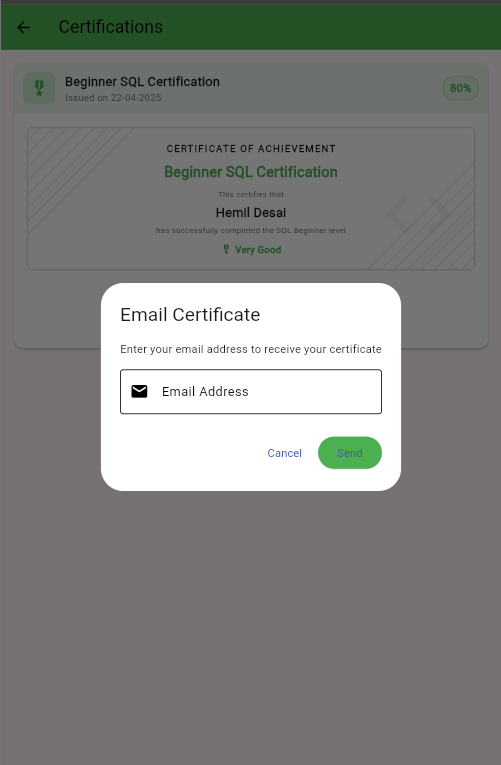 Certifications
Beginner SQL Certification
Issued on 22-04-2025
80%
CERTIFICATE OF ACHIEVEMENT
Beginner SQL Certification
This certifies that
Hemil Desai
has successfully completed the SQL Beginner level
Very Good
Email Certificate
Enter your email address to receive your certificate
Email Address
Cancel Send